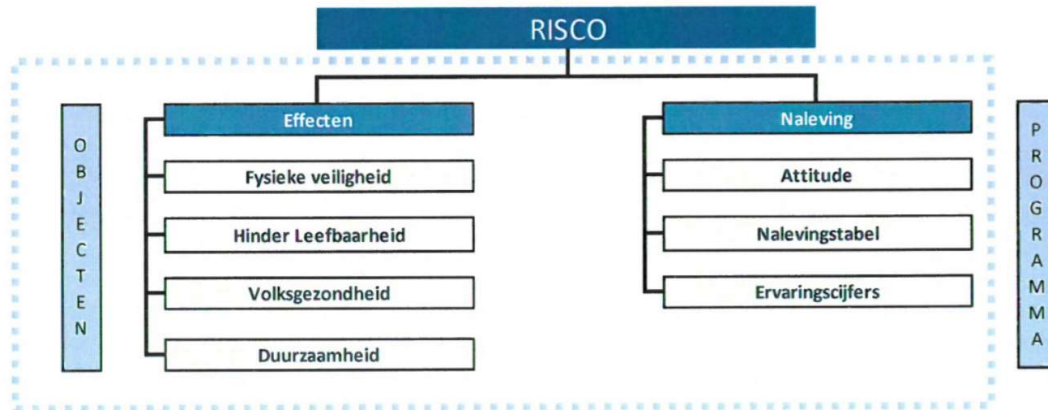 RISCO
OBJECTEN
Effecten
Fysieke veiligheid
Hinder Leefbaarheid
Volksgezondheid
Duurzaamheid
Naleving
Attitude
Nalevingstabel
Ervaringscijfers
PROGRAMMA